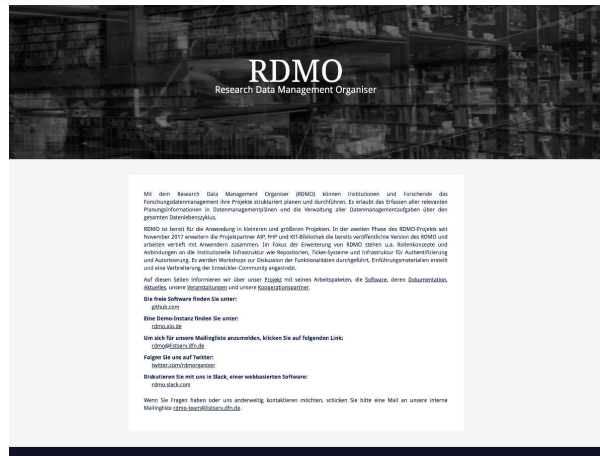 RDMO
Research Data Management Organiser
Mit dem Research Data Management Organiser (RDMO) können Institutionen und Forschende das
Forschungsdatenmanagement ihre Projekte strukturiert planen und durchführen. Es erlaubt das Erfassen aller relevanten
Planungsinformationen in Datenmanagementplänen und die Verwaltung aller Datenmanagementaufgaben über den
gesamten Datenlebenszyklus.
RDMO ist bereit für die Anwendung in kleineren und größeren Projekten. In der zweiten Phase des RDMO-Projekts seit
November 2017 erweitern die Projektpartner AIP, FHP und KIT-Bibliothek die bereits veröffentlichte Version des RDMO und
arbeiten vertieft mit Anwendern zusammen. Im Fokus der Erweiterung von RDMO stehen u.a. Rollenkonzepte und
Anbindungen an die institutionelle Infrastruktur wie Repositorien, Ticket-Systeme und Infrastruktur für Authentifizierung
und Autorisierung. Es werden Workshops zur Diskussion der Funktionalitäten durchgeführt, Einführungsmaterialien erstellt
und eine Verbreiterung der Entwickler-Community angestrebt.
Auf diesen Seiten informieren wir über unser Projekt mit seinen Arbeitspaketen, die Software, deren Dokumentation,
Aktuelles, unsere Veranstaltungen und unsere Kooperationspartner.
Die freie Software finden Sie unter:
github.com
Eine Demo-Instanz finden Sie unter:
rdmo.aip.de
Um sich für unsere Mailingliste anzumelden, klicken Sie auf folgenden Link:
rdmo@listserv.dfn.de
Folgen Sie uns auf Twitter:
twitter.com/rdmorganiser
Diskutieren Sie mit uns in Slack, einer webbasierten Software:
rdmo.slack.com
Wenn Sie Fragen haben oder uns anderweitig kontaktieren möchten, schicken Sie bitte eine Mail an unsere interne
Mailingliste rdmo-team@listserv.dfn.de.